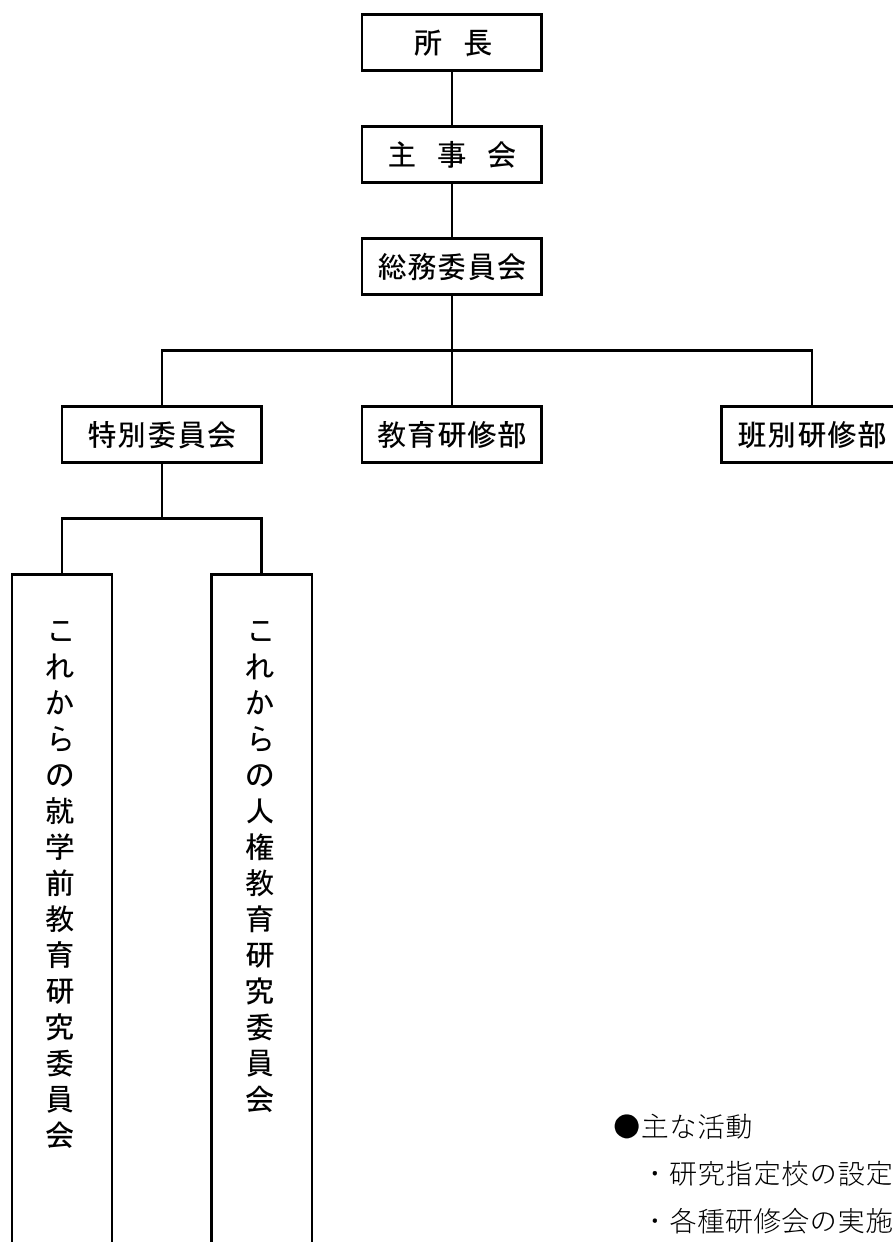 所 長
主 事 会
総務委員会
特別委員会
教育研修部
班別研修部
これからの就学前教育研究委員会
これからの人権教育研究委員会
●主な活動
・研究指定校の設定
・各種研修会の実施